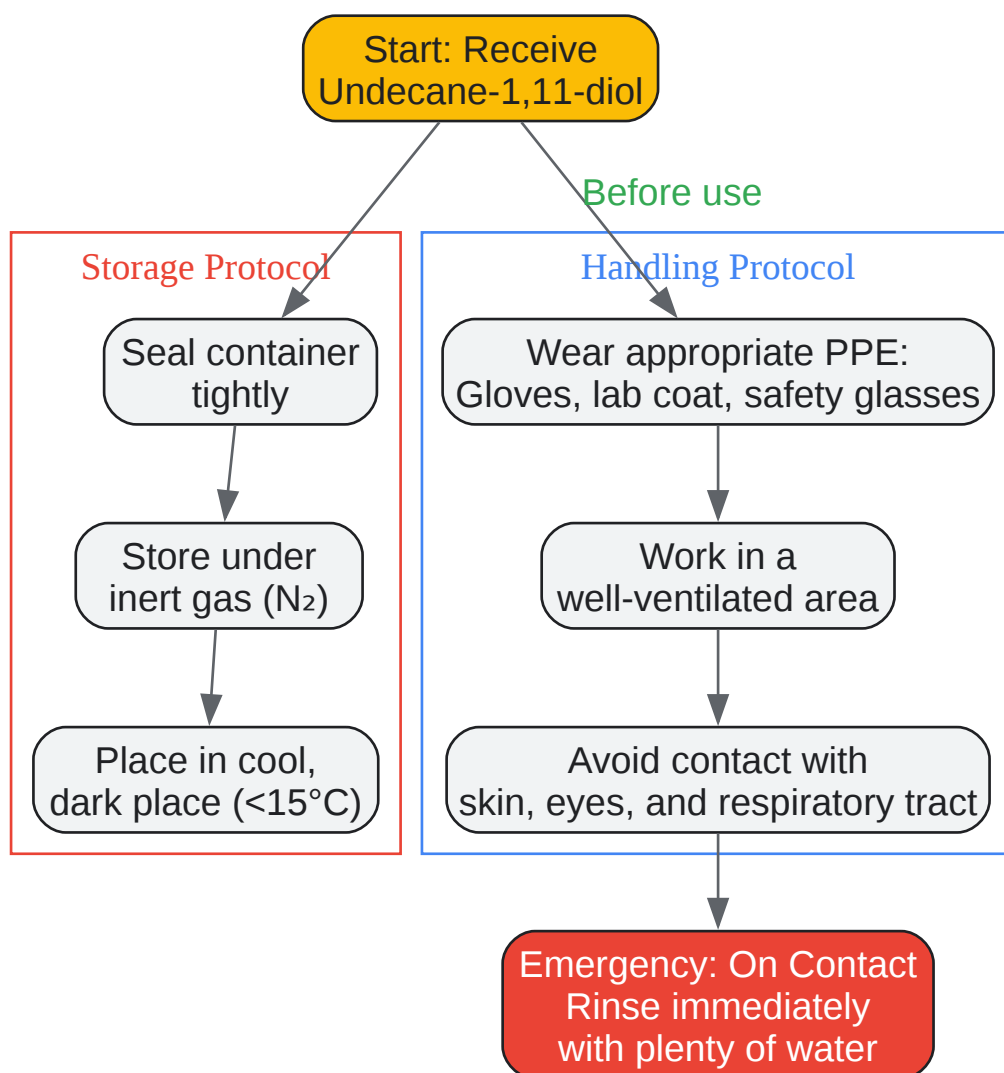 Start: Receive
Undecane-1,11-diol
Before use
Storage Protocol
Seal container
tightly
Store under
inert gas (N₂)
Place in cool,
dark place (<15°C)
Handling Protocol
Wear appropriate PPE:
Gloves, lab coat, safety glasses
Work in a
well-ventilated area
Avoid contact with
skin, eyes, and respiratory tract
Emergency: On Contact
Rinse immediately
with plenty of water